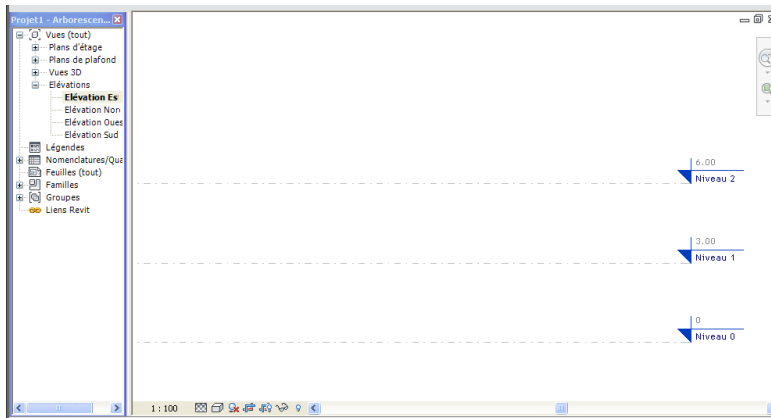 Projet1 - Arborescen...
Vues (tout)
Plans d'étage
Plans de plafond
Vues 3D
Elévations
Elévation Es
Elévation Nor
Elévation Oues
Elévation Sud
Légendes
Nomenclatures/Qua
Feuilles (tout)
Familles
Groupes
Liens Revit
6.00
Niveau 2
3.00
Niveau 1
0
Niveau 0
1 : 100